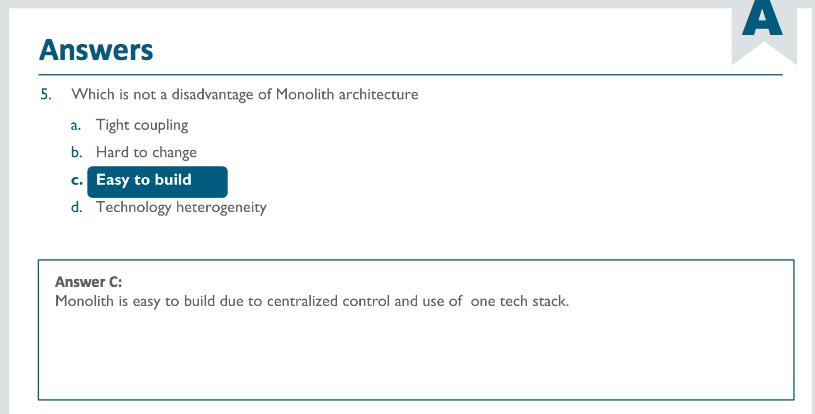 A
Answers
5. Which is not a disadvantage of Monolith architecture
a. Tight coupling
b. Hard to change
c. Easy to build
d. Technology heterogeneity
Answer C:
Monolith is easy to build due to centralized control and use of one tech stack.